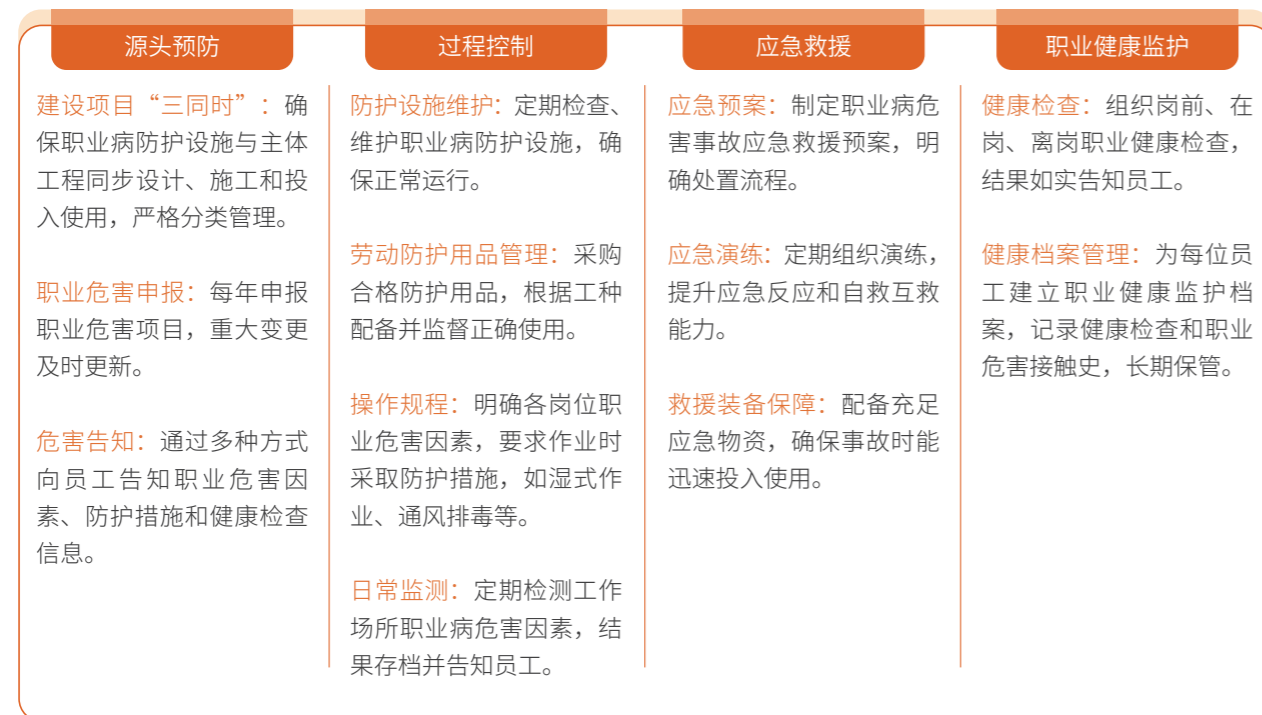 源头预防
建设项目“三同时”：确
保职业病防护设施与主体
工程同步设计、施工和投
入使用，严格分类管理。
职业危害申报：每年申报
职业危害项目，重大变更
及时更新。
危害告知：通过多种方式
向员工告知职业危害因
素、防护措施和健康检查
信息。
过程控制
防护设施维护：定期检查、
维护职业病防护设施，确
保正常运行。
劳动防护用品管理：采购
合格防护用品，根据工种
配备并监督正确使用。
操作规程：明确各岗位职
业危害因素，要求作业时
采取防护措施，如湿式作
业、通风排毒等。
日常监测：定期检测工作
场所职业病危害因素，结
果存档并告知员工。
应急救援
应急预案：制定职业病危
害事故应急救援预案，明
确处置流程。
应急演练：定期组织演练，
提升应急反应和自救互救
能力。
救援装备保障：配备充足
应急物资，确保事故时能
迅速投入使用。
职业健康监护
健康检查：组织岗前、在
岗、离岗职业健康检查，
结果如实告知员工。
健康档案管理：为每位员
工建立职业健康监护档
案，记录健康检查和职业
危害接触史，长期保管。